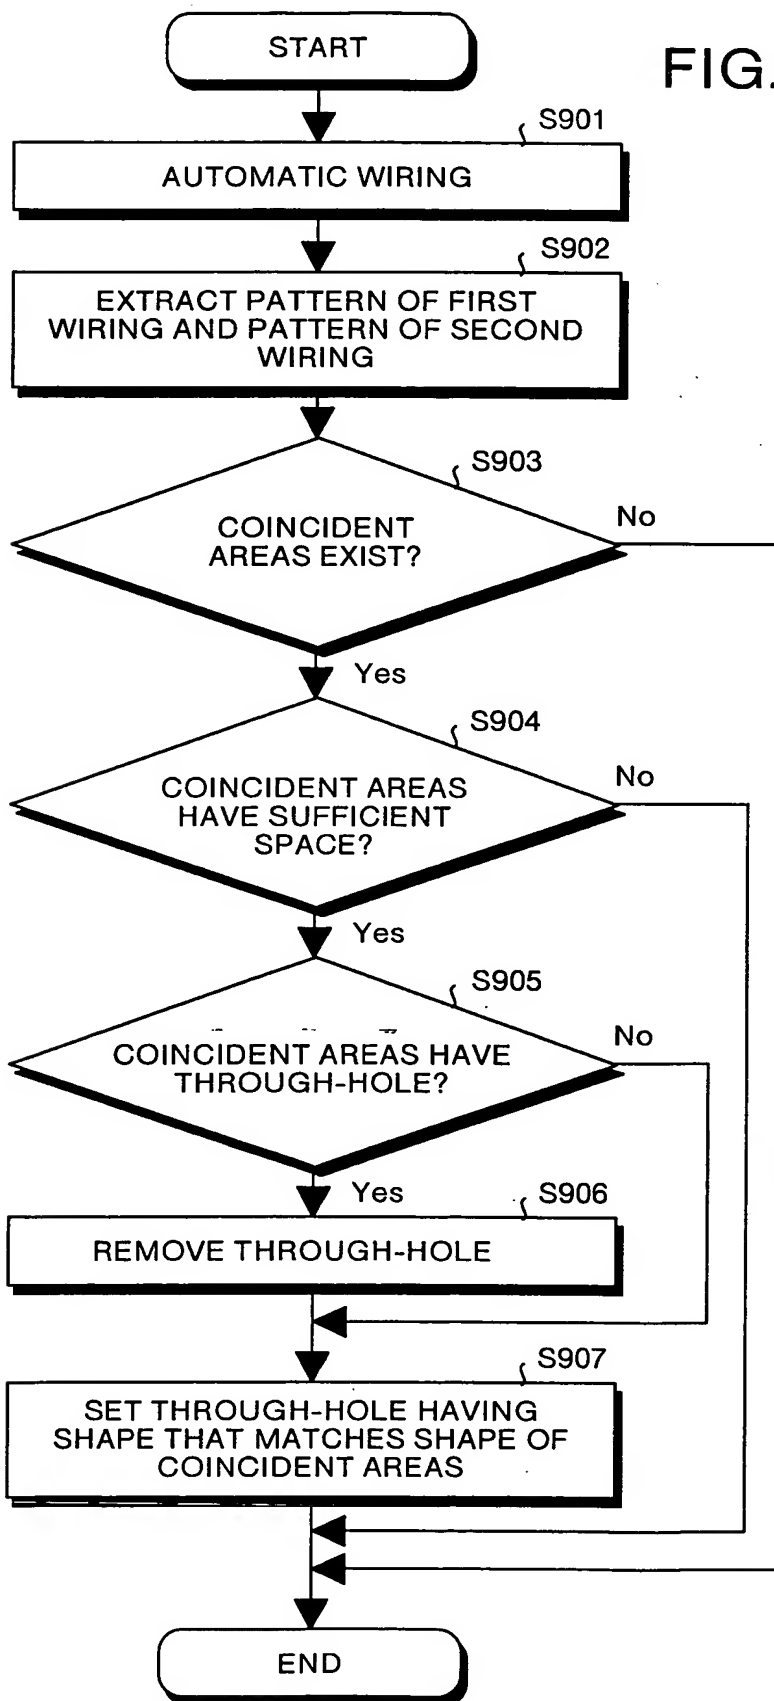 START
FIG.
S901
AUTOMATIC WIRING
S902
EXTRACT PATTERN OF FIRST
WIRING AND PATTERN OF SECOND
WIRING
S903
COINCIDENT
AREAS EXIST?
No
Yes
S904
COINCIDENT AREAS
HAVE SUFFICIENT
SPACE?
No
Yes
S905
COINCIDENT AREAS HAVE
THROUGH-HOLE?
No
Yes
S906
REMOVE THROUGH-HOLE
S907
SET THROUGH-HOLE HAVING
SHAPE THAT MATCHES SHAPE OF
COINCIDENT AREAS
END